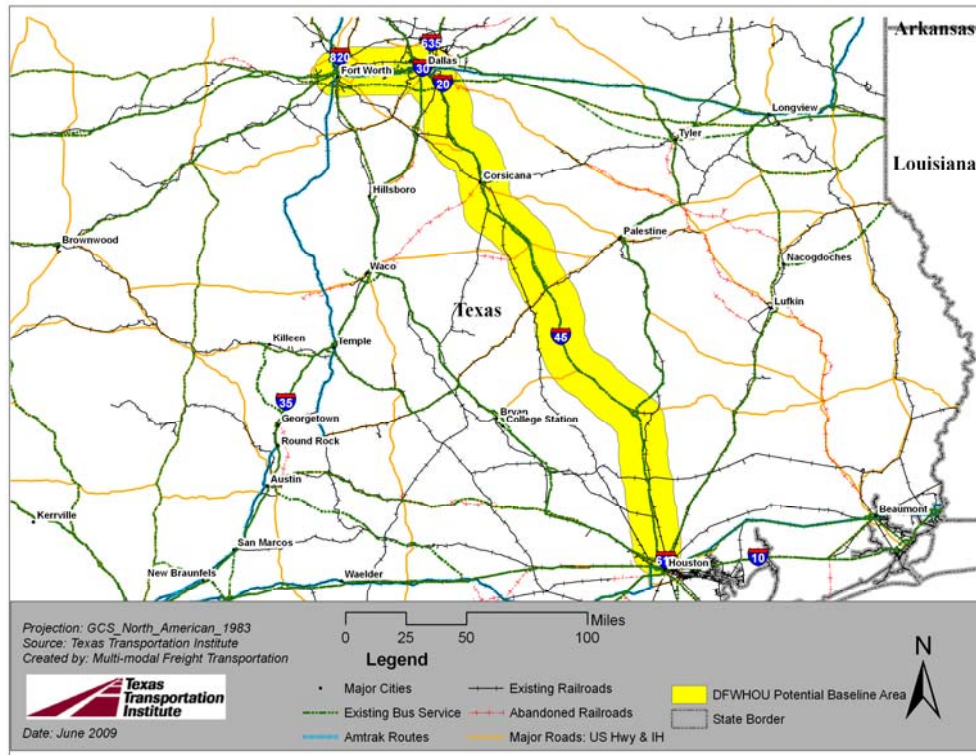 Arkansas
635
820
Dallas
Fort Worth
30
20
Longview
Tyler
Louisiana
Corsicana
Hillsboro
Palestine
Brownwood
Nacogdoches
Waco
Texas
Lufkin
Killeen
Temple
45
35
Georgetown
Bryan
College Station
Round Rock
Austin
Beaumont
Kerrville
San Marcos
Houston
10
New Braunfels
Waelder
Projection: GCS_North_American_1983
Source: Texas Transportation Institute
Created by: Multi-modal Freight Transportation
Miles
0 25 50 100
Legend
N
Major Cities
Existing Railroads
DFWHOU Potential Baseline Area
Existing Bus Service
Abandoned Railroads
State Border
Amtrak Routes
Major Roads: US Hwy & IH
Texas
Transportation
Institute
Date: June 2009